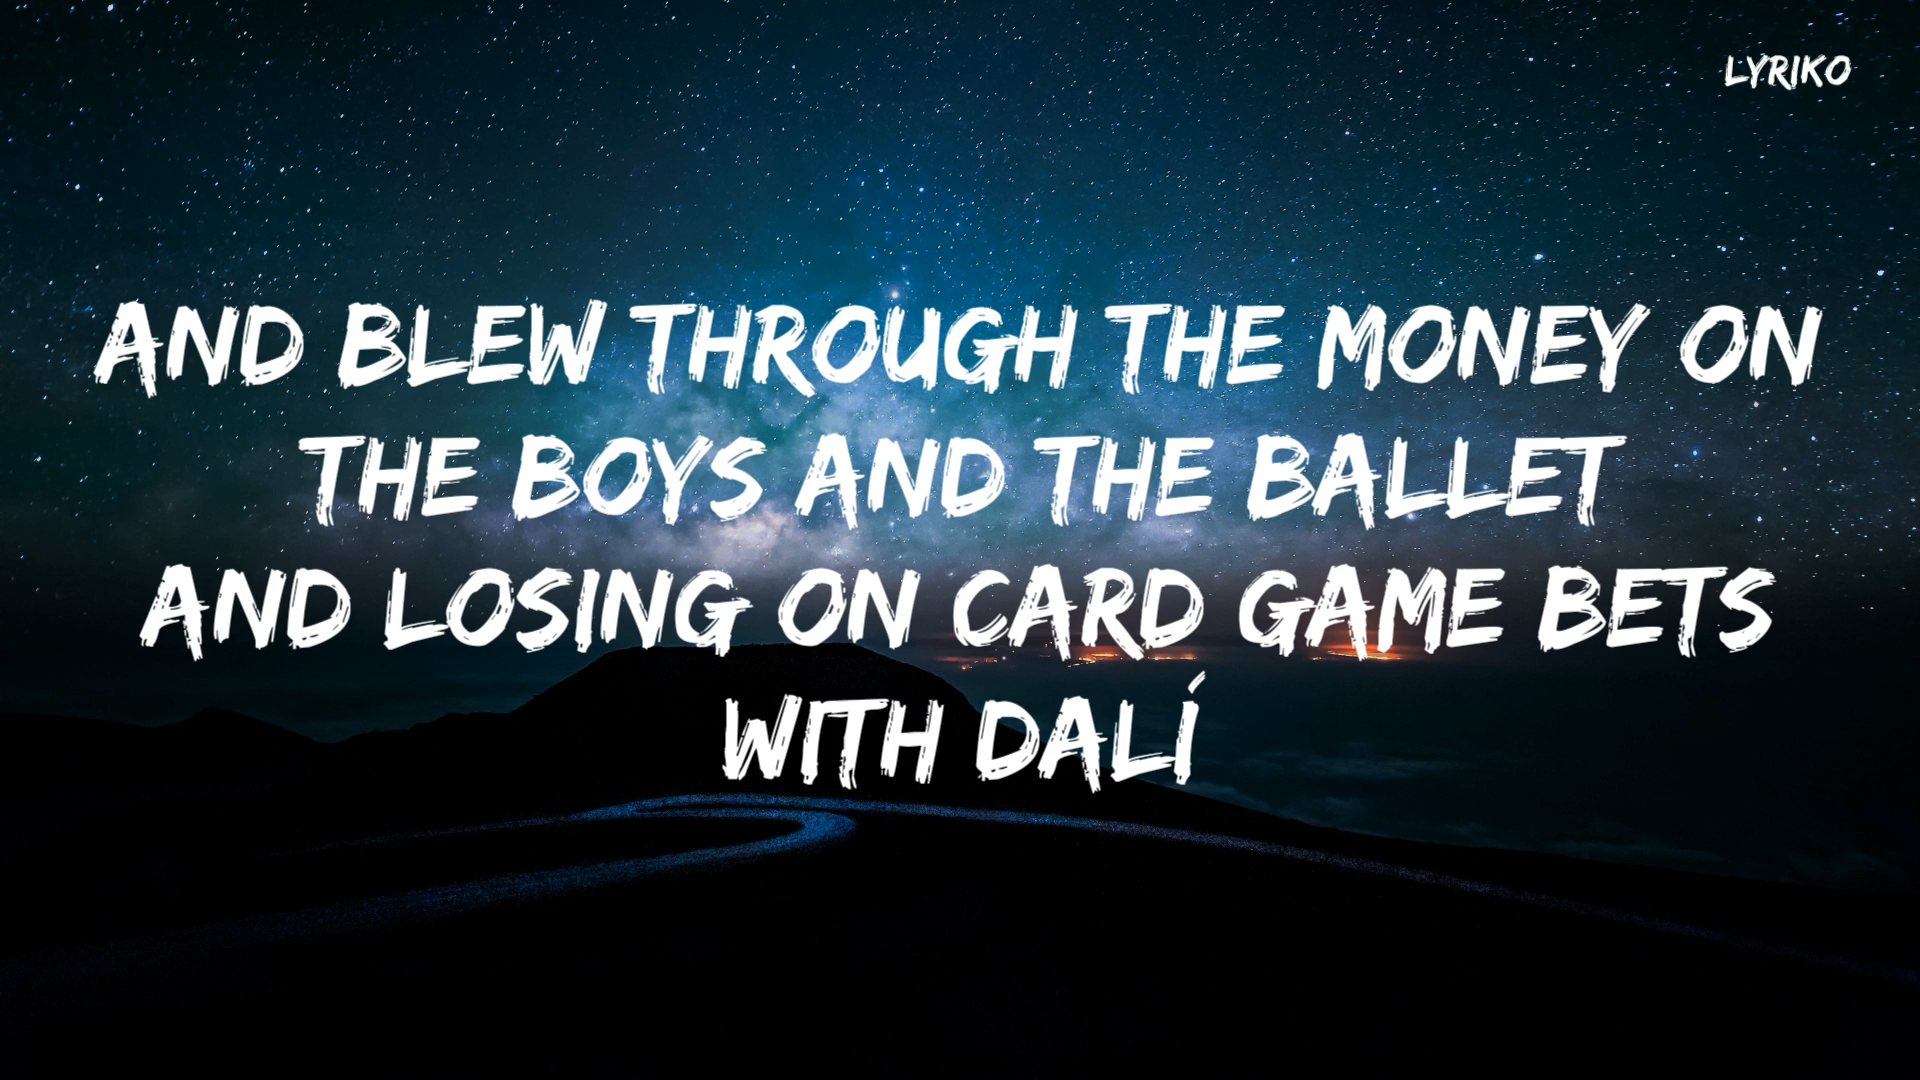 LYRIKO
AND BLEW THROUGH THE MONEY ON
THE BOYS AND THE BALLET
AND LOSING ON CARD GAME BETS
WITH DALÍ